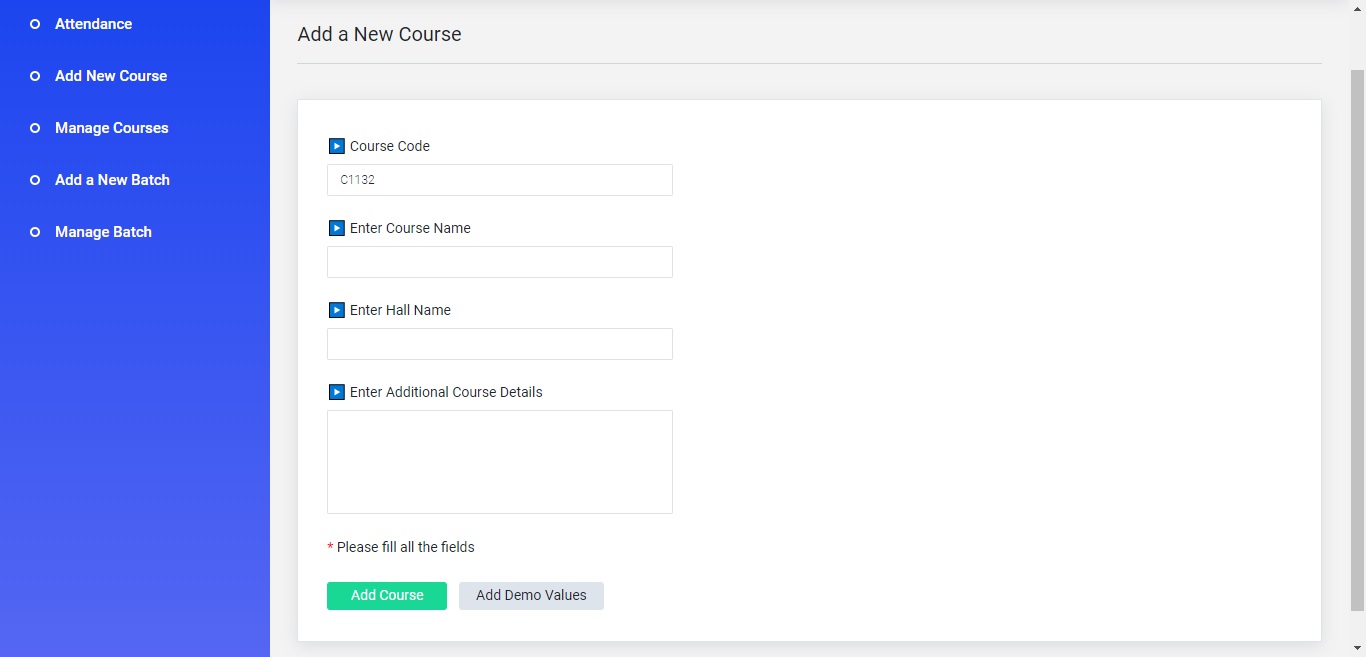 Attendance
Add New Course
Manage Courses
Add a New Batch
Manage Batch
Add a New Course
Course Code
C1132
Enter Course Name
Enter Hall Name
Enter Additional Course Details
* Please fill all the fields
Add Course
Add Demo Values